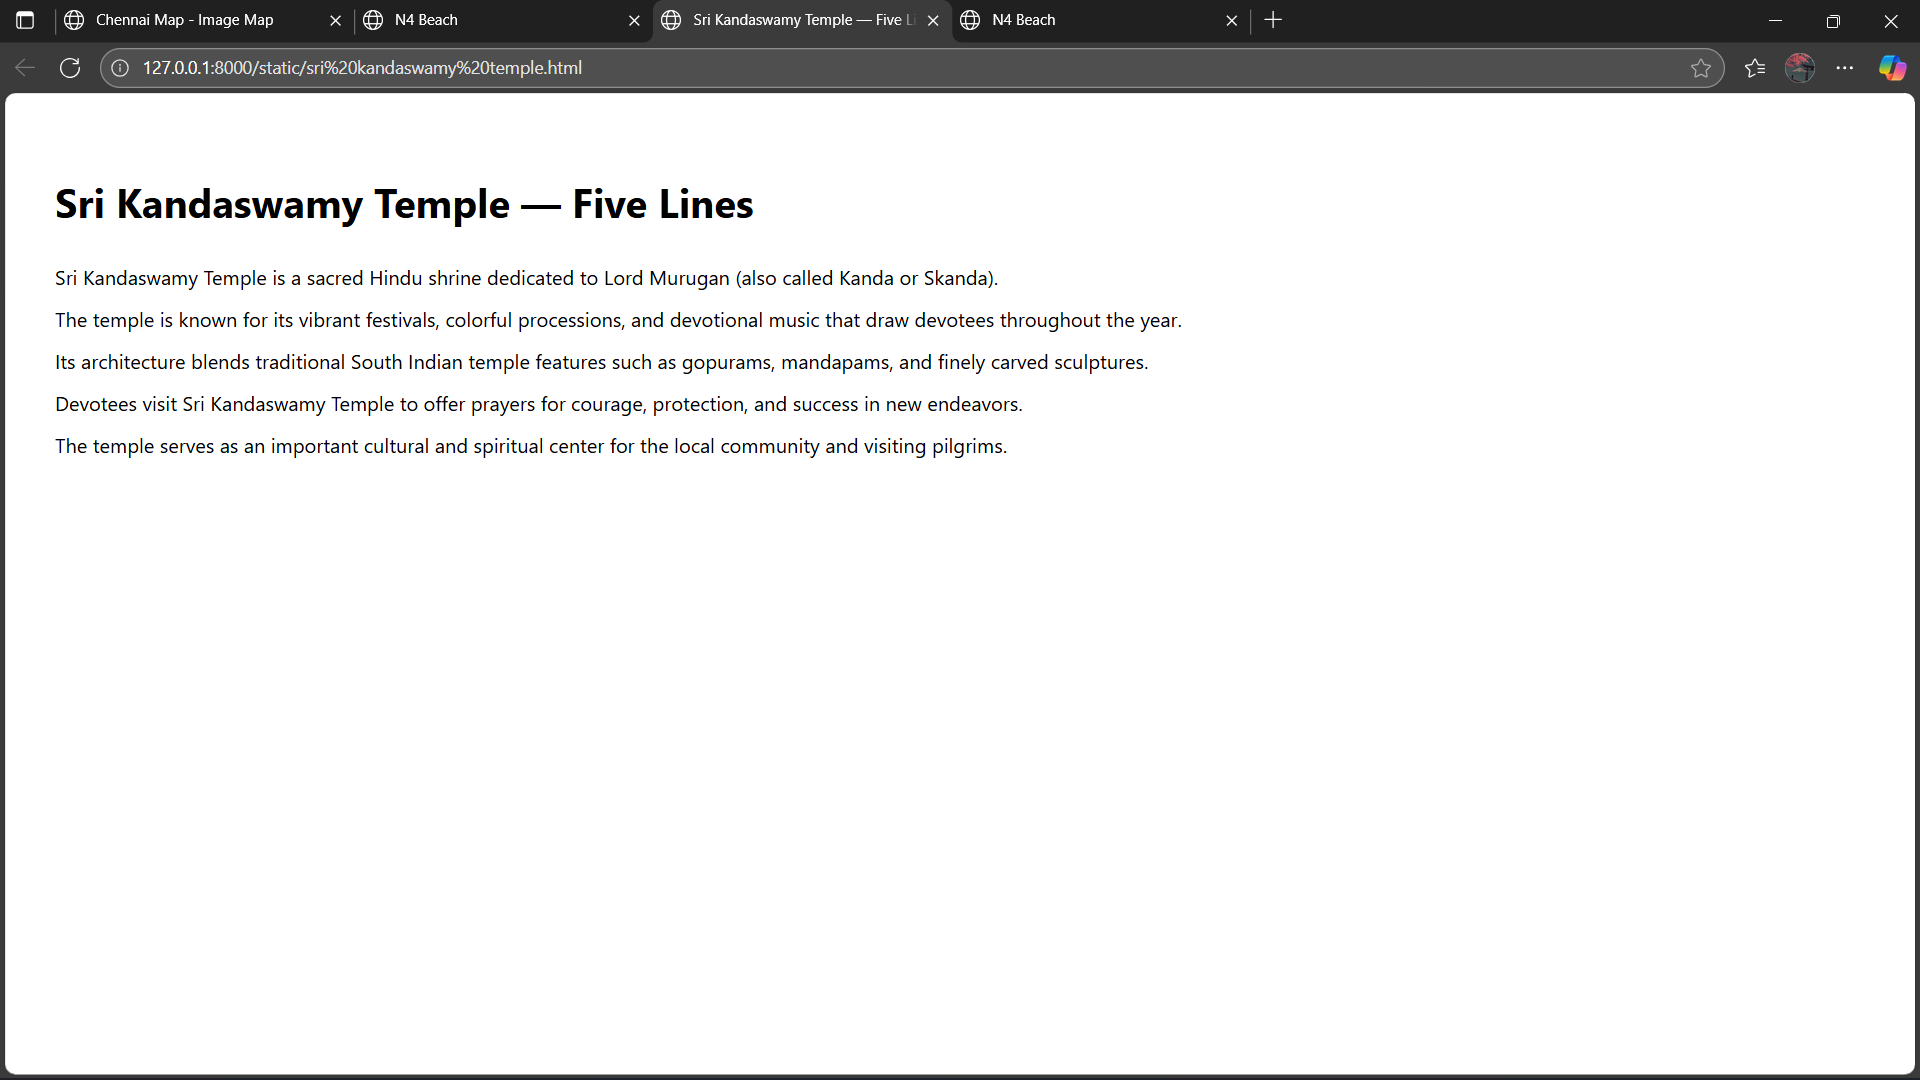 Chennai Map - Image Map
N4 Beach
Sri Kandaswamy Temple — Five Li
N4 Beach
127.0.0.1:8000/static/sri%20kandaswamy%20temple.html
Sri Kandaswamy Temple — Five Lines
Sri Kandaswamy Temple is a sacred Hindu shrine dedicated to Lord Murugan (also called Kanda or Skanda).
The temple is known for its vibrant festivals, colorful processions, and devotional music that draw devotees throughout the year.
Its architecture blends traditional South Indian temple features such as gopurams, mandapams, and finely carved sculptures.
Devotees visit Sri Kandaswamy Temple to offer prayers for courage, protection, and success in new endeavors.
The temple serves as an important cultural and spiritual center for the local community and visiting pilgrims.